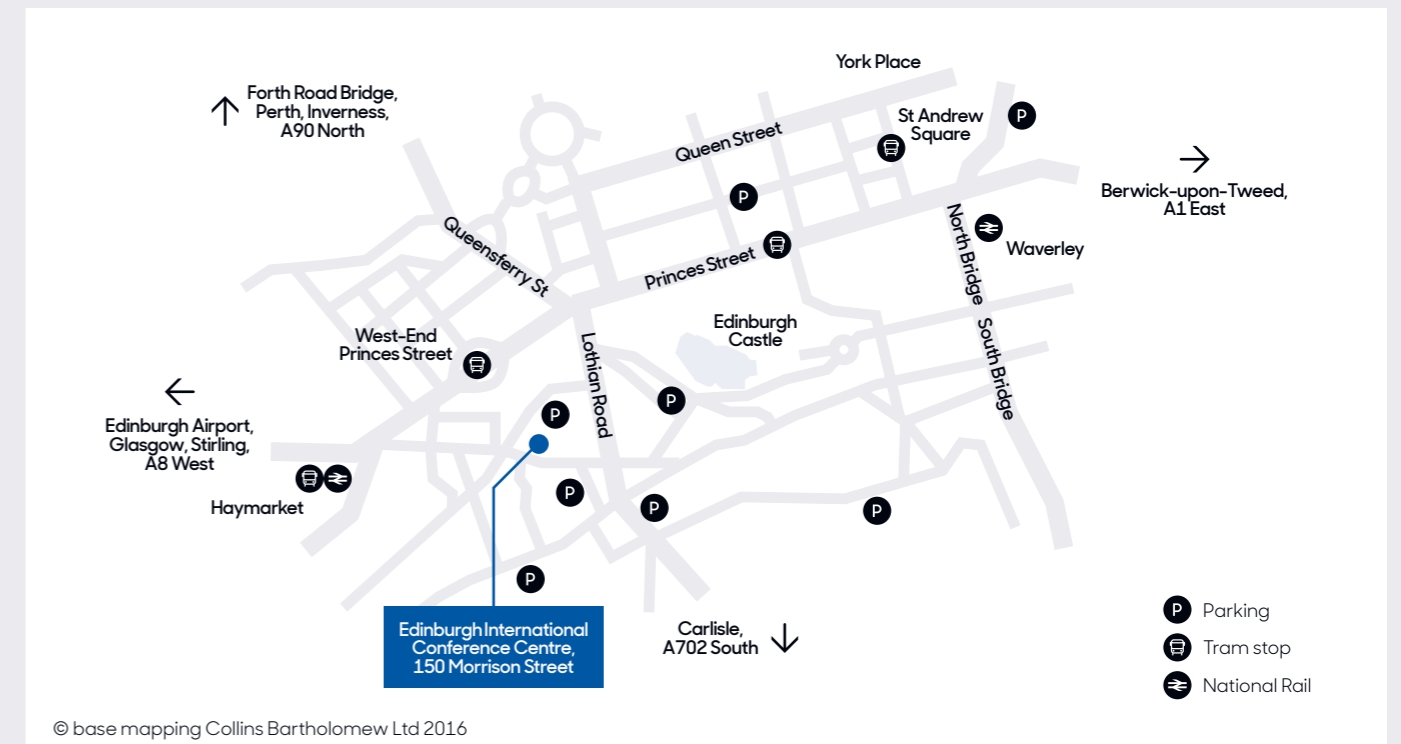 York Place
Forth Road Bridge,
Perth, Inverness,
A90 North
St Andrew
Square
P
Queen Street
Berwick-upon-Tweed,
A1 East
P
North Bridge
Waverley
Queensferry St
Princes Street
Edinburgh
Castle
West-End
Princes Street
Lothian Road
South Bridge
P
P
Edinburgh Airport,
Glasgow, Stirling,
A8 West
Haymarket
P
P
P
P
Edinburgh International
Conference Centre,
150 Morrison Street
Carlisle,
A702 South
P Parking
Tram stop
National Rail
© base mapping Collins Bartholomew Ltd 2016